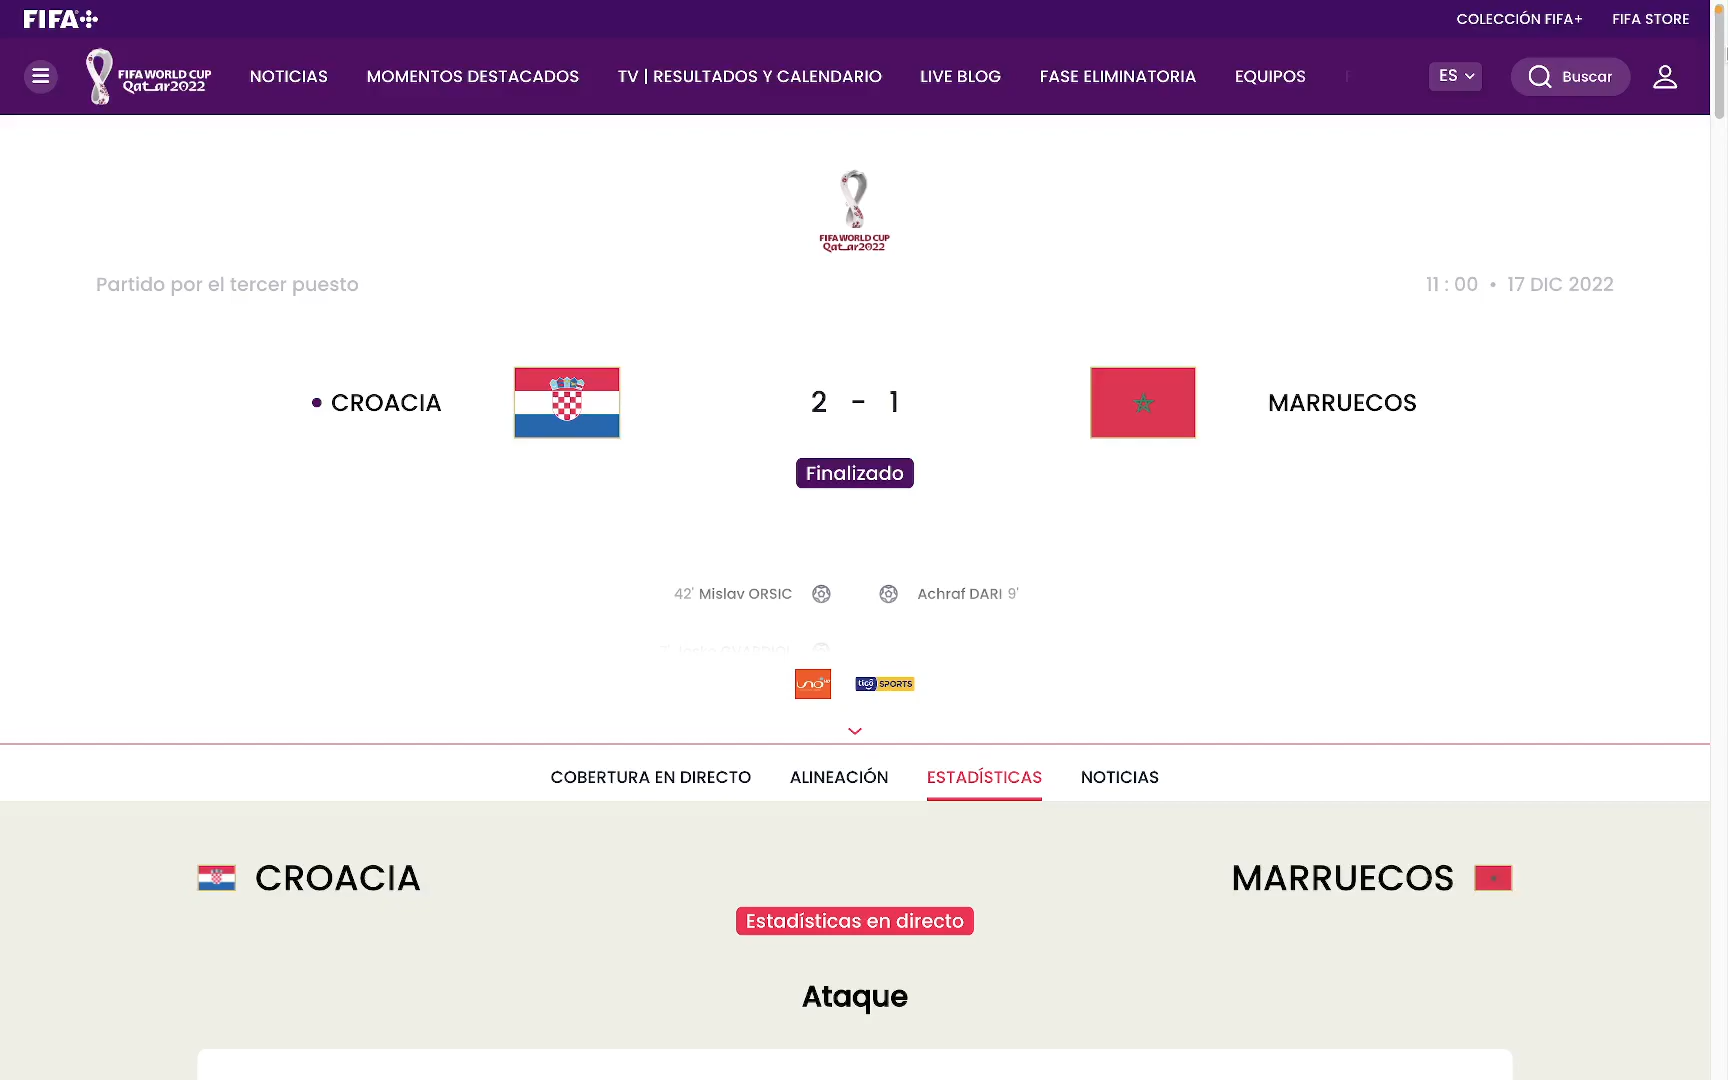 FIFA+
COLECCIÓN FIFA+
FIFA STORE
FIFA WORLD CUP
Qatar2022
NOTICIAS
MOMENTOS DESTACADOS
TV | RESULTADOS Y CALENDARIO
LIVE BLOG
FASE ELIMINATORIA
EQUIPOS
ES
Buscar
FIFA WORLD CUP
Qatar2022
Partido por el tercer puesto
11 : 00 • 17 DIC 2022
CROACIA
2 - 1
MARRUECOS
Finalizado
42' Mislav ORSIC
Achraf DARI 9'
uno
tigo SPORTS
COBERTURA EN DIRECTO
ALINEACIÓN
ESTADÍSTICAS
NOTICIAS
CROACIA
MARRUECOS
Estadísticas en directo
Ataque